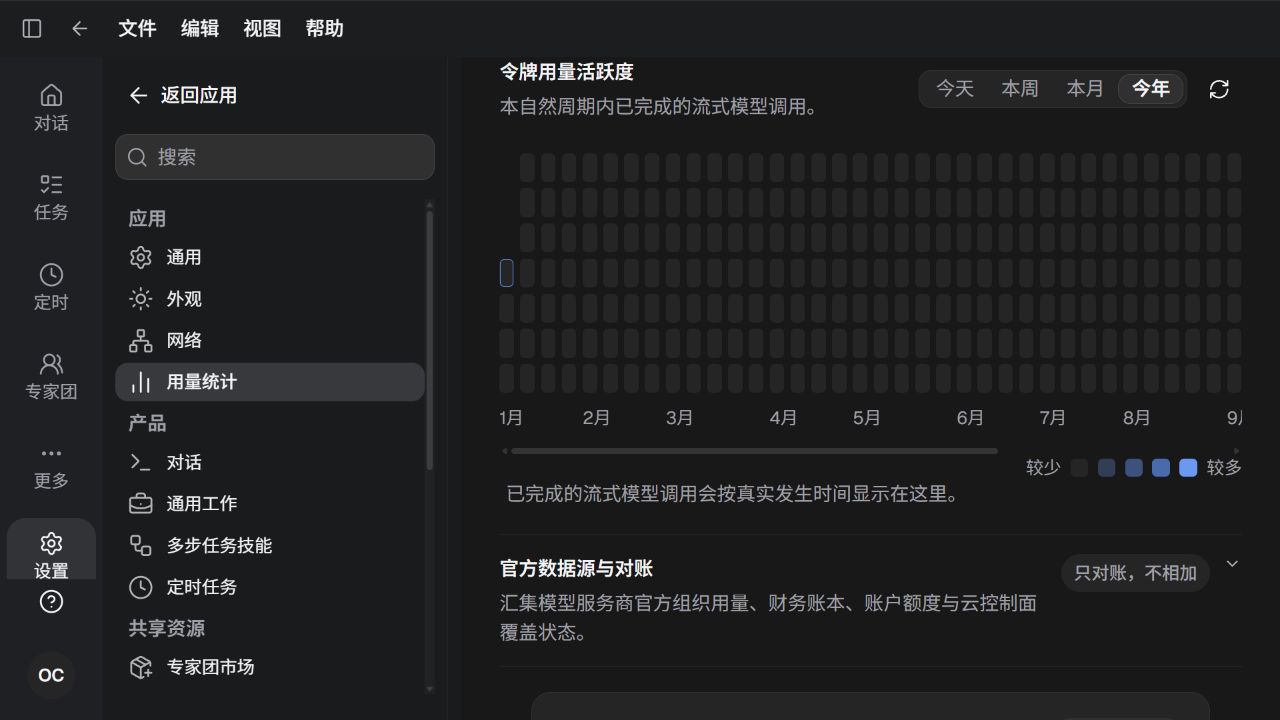 文件 编辑 视图 帮助
对话
任务
定时
专家团
更多
设置
OC
返回应用
搜索
应用
通用
外观
网络
用量统计
产品
对话
通用工作
多步任务技能
定时任务
共享资源
专家团市场
令牌用量活跃度
本自然周期内已完成的流式模型调用。
今天 本周 本月 今年
1月 2月 3月 4月 5月 6月 7月 8月 9月
较少 较多
已完成的流式模型调用会按真实发生时间显示在这里。
官方数据源与对账
只对账，不相加
汇集模型服务商官方组织用量、财务账本、账户额度与云控制面
覆盖状态。